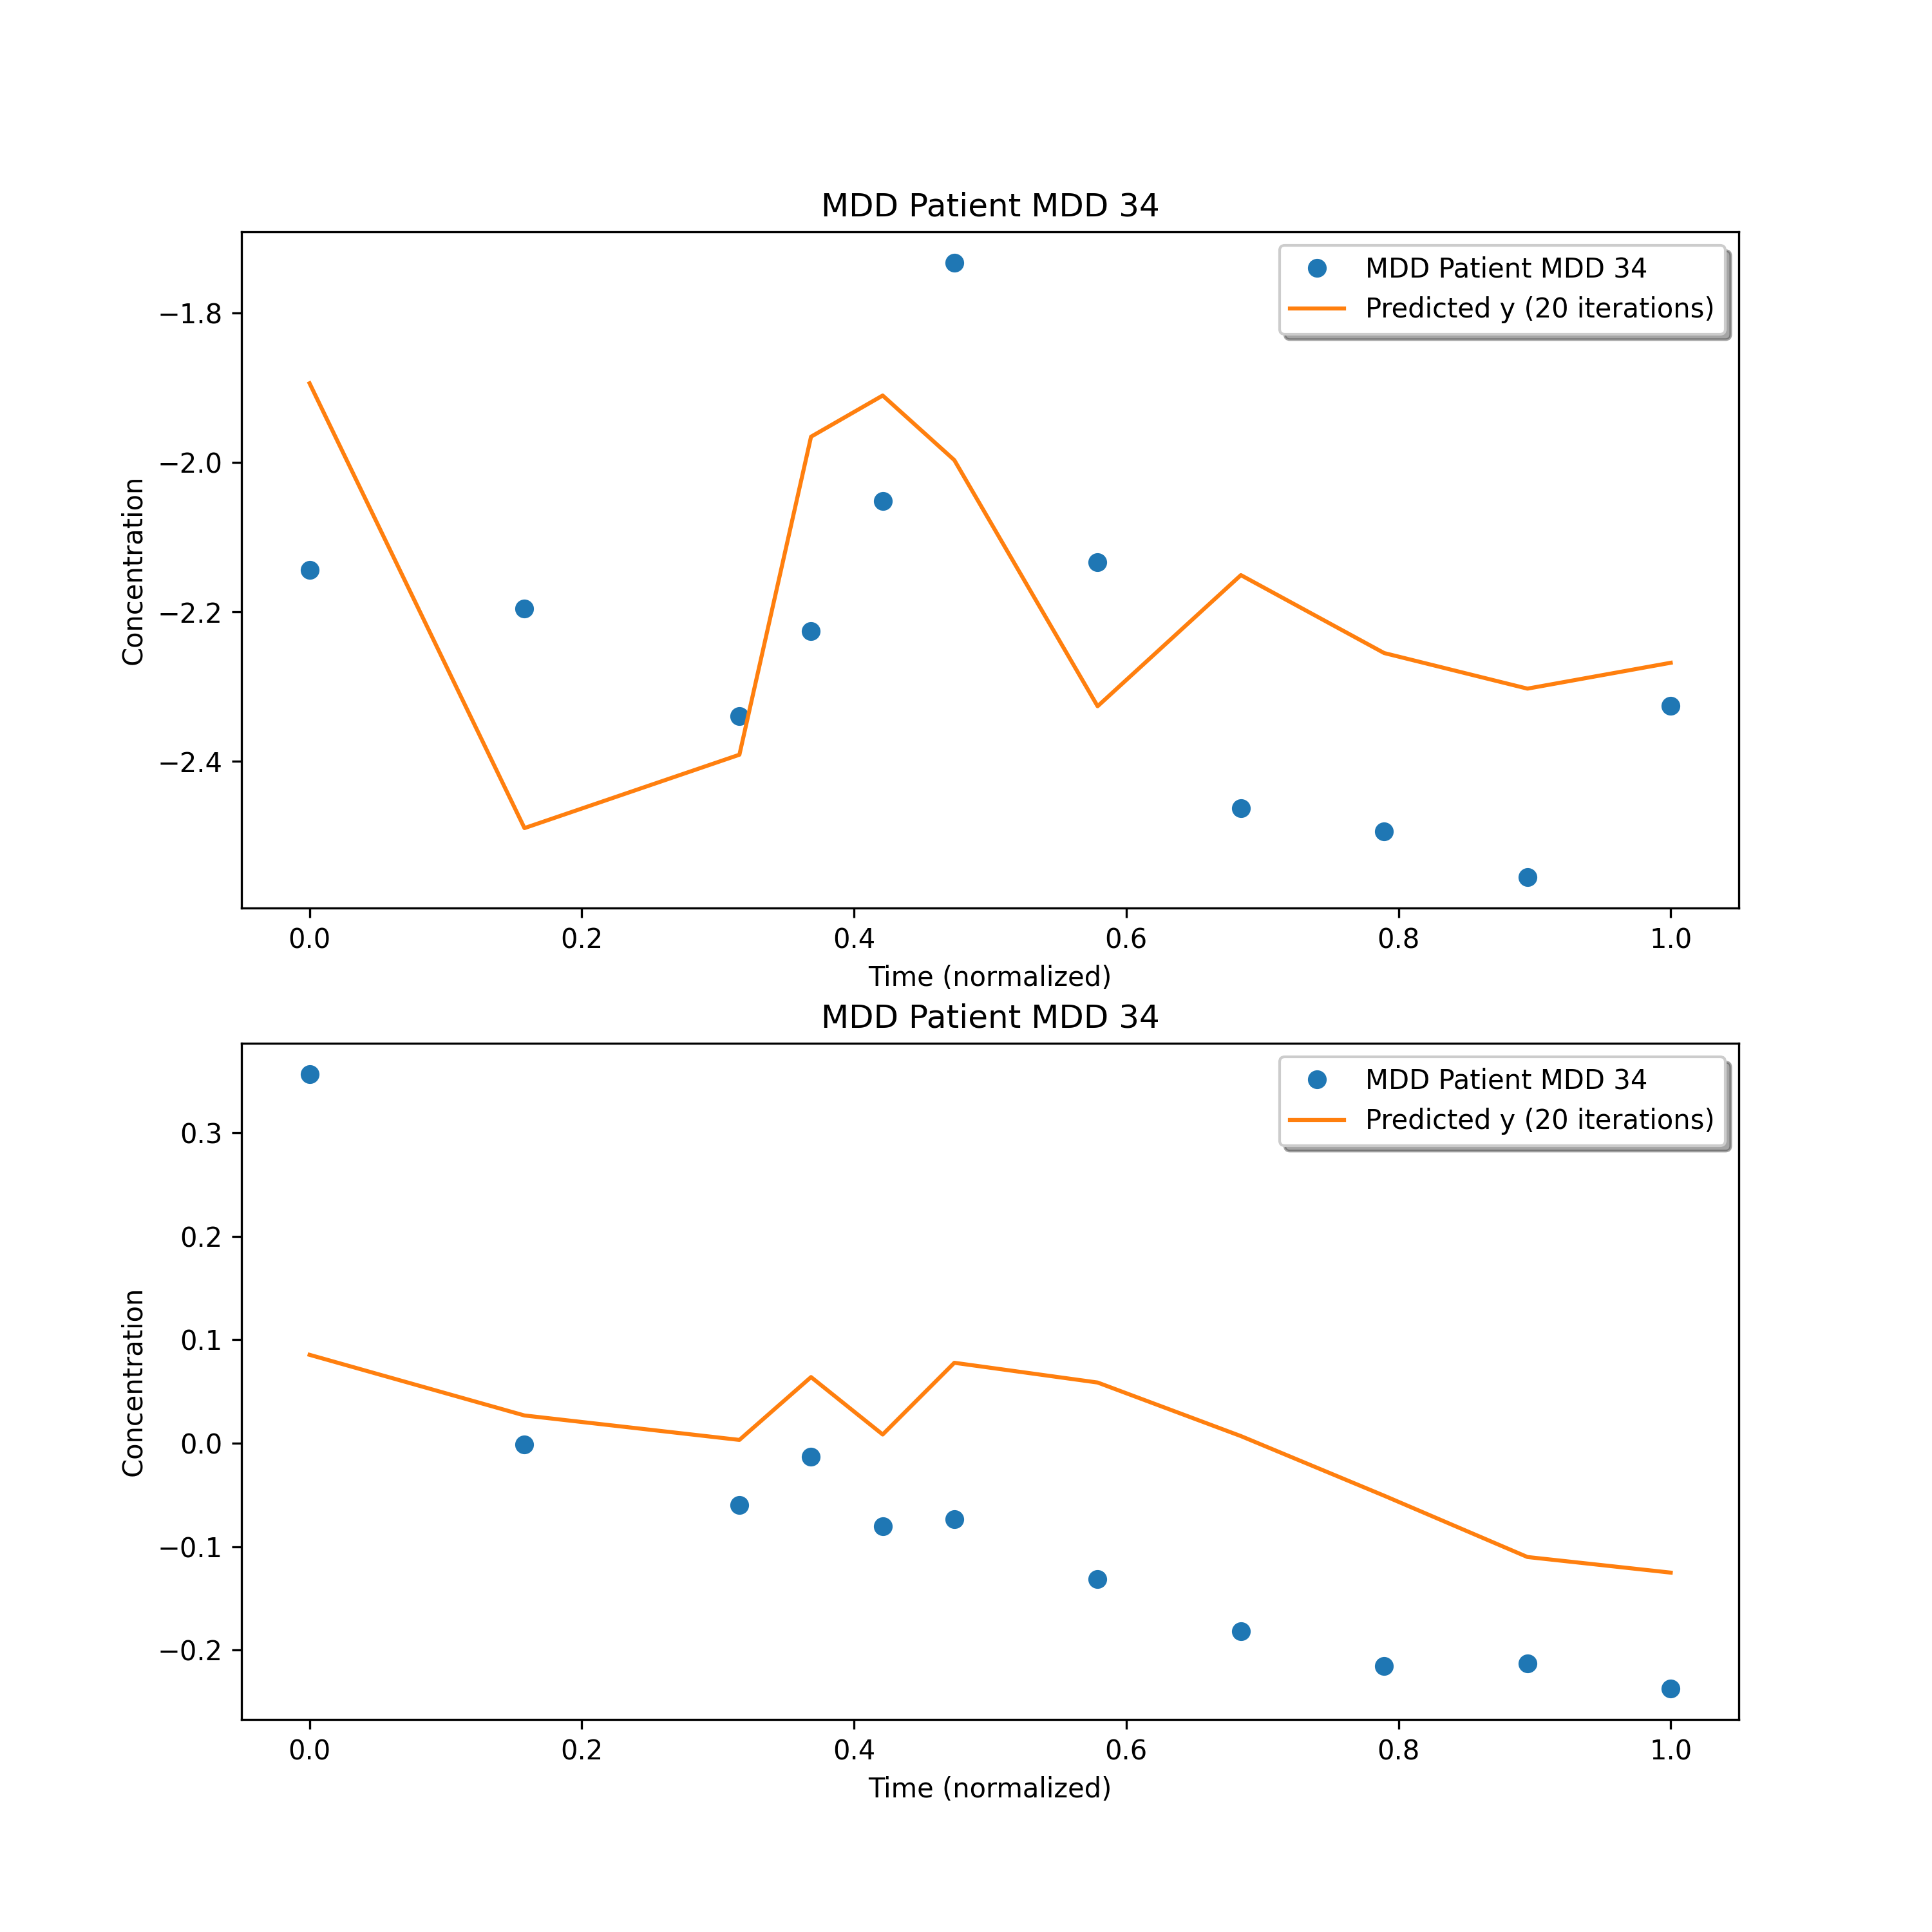 MDD Patient MDD 34
MDD Patient MDD 34
Predicted y (20 iterations)
Concentration
−1.8
−2.0
−2.2
−2.4
0.0 0.2 0.4 0.6 0.8 1.0
Time (normalized)
MDD Patient MDD 34
MDD Patient MDD 34
Predicted y (20 iterations)
Concentration
0.3
0.2
0.1
0.0
−0.1
−0.2
0.0 0.2 0.4 0.6 0.8 1.0
Time (normalized)